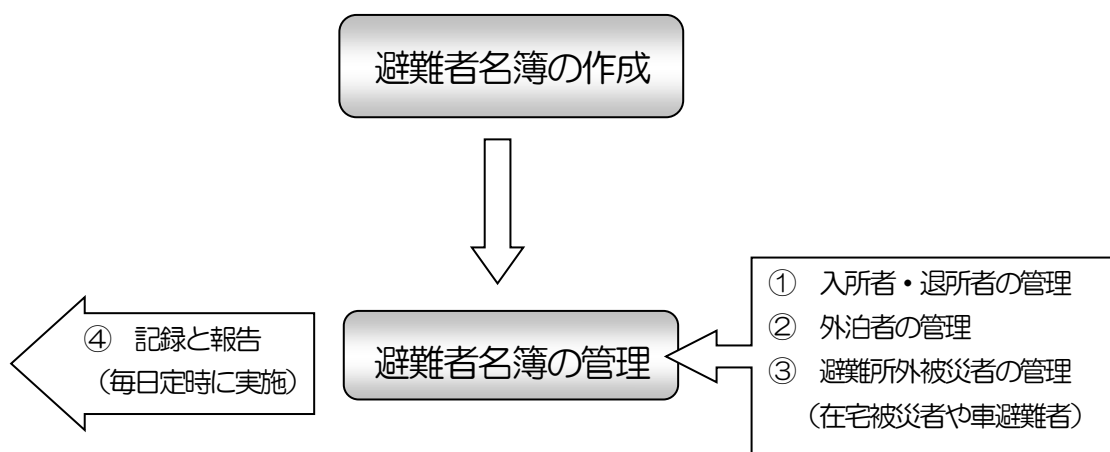 避難者名簿の作成
避難者名簿の管理
① 入所者・退所者の管理
② 外泊者の管理
③ 避難所外被災者の管理
（在宅被災者や車避難者）
④ 記録と報告
（毎日定時に実施）